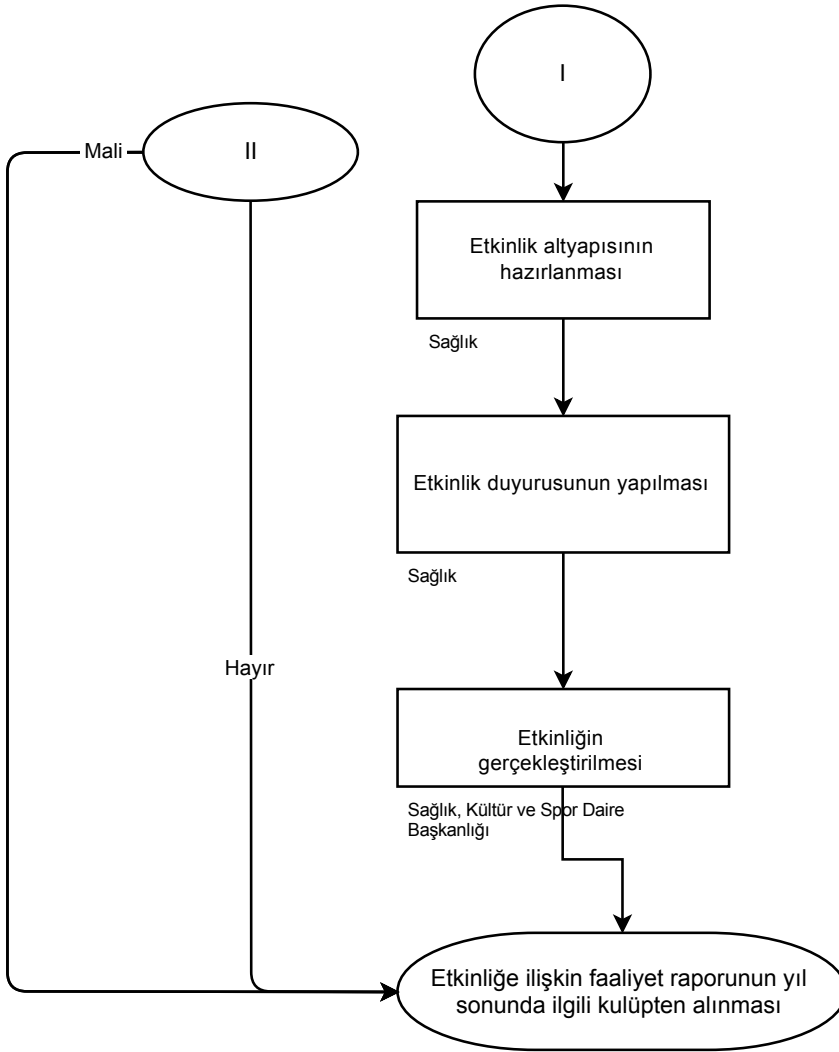 I
Mali
II
Etkinlik altyapısının
hazırlanması
Sağlık
Etkinlik duyurusunun yapılması
Sağlık
Hayır
Etkinliğin
gerçekleştirilmesi
Sağlık, Kültür ve Spor Daire
Başkanlığı
Etkinliğe ilişkin faaliyet raporunun yıl
sonunda ilgili kulüpten alınması